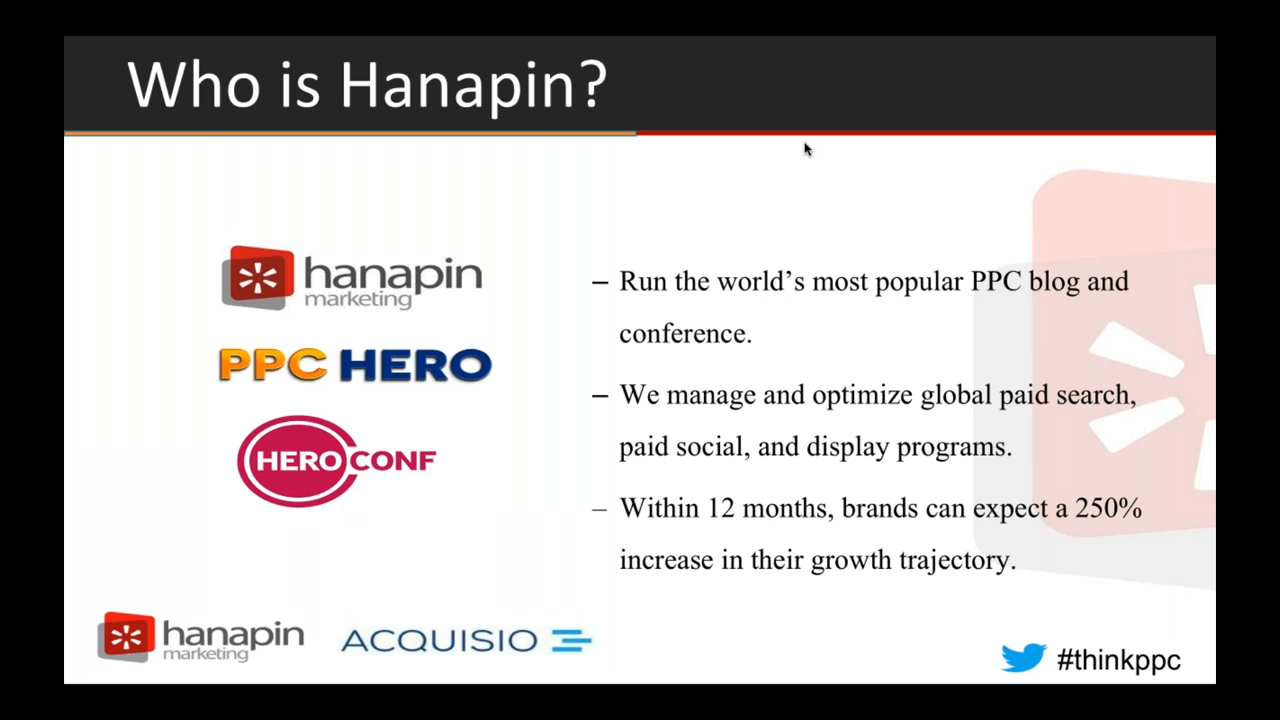 Who is Hanapin?
hanapin
marketing
PPC HERO
HERO CONF
– Run the world's most popular PPC blog and
conference.
– We manage and optimize global paid search,
paid social, and display programs.
– Within 12 months, brands can expect a 250%
increase in their growth trajectory.
hanapin
marketing
ACQUISIO
#thinkppc